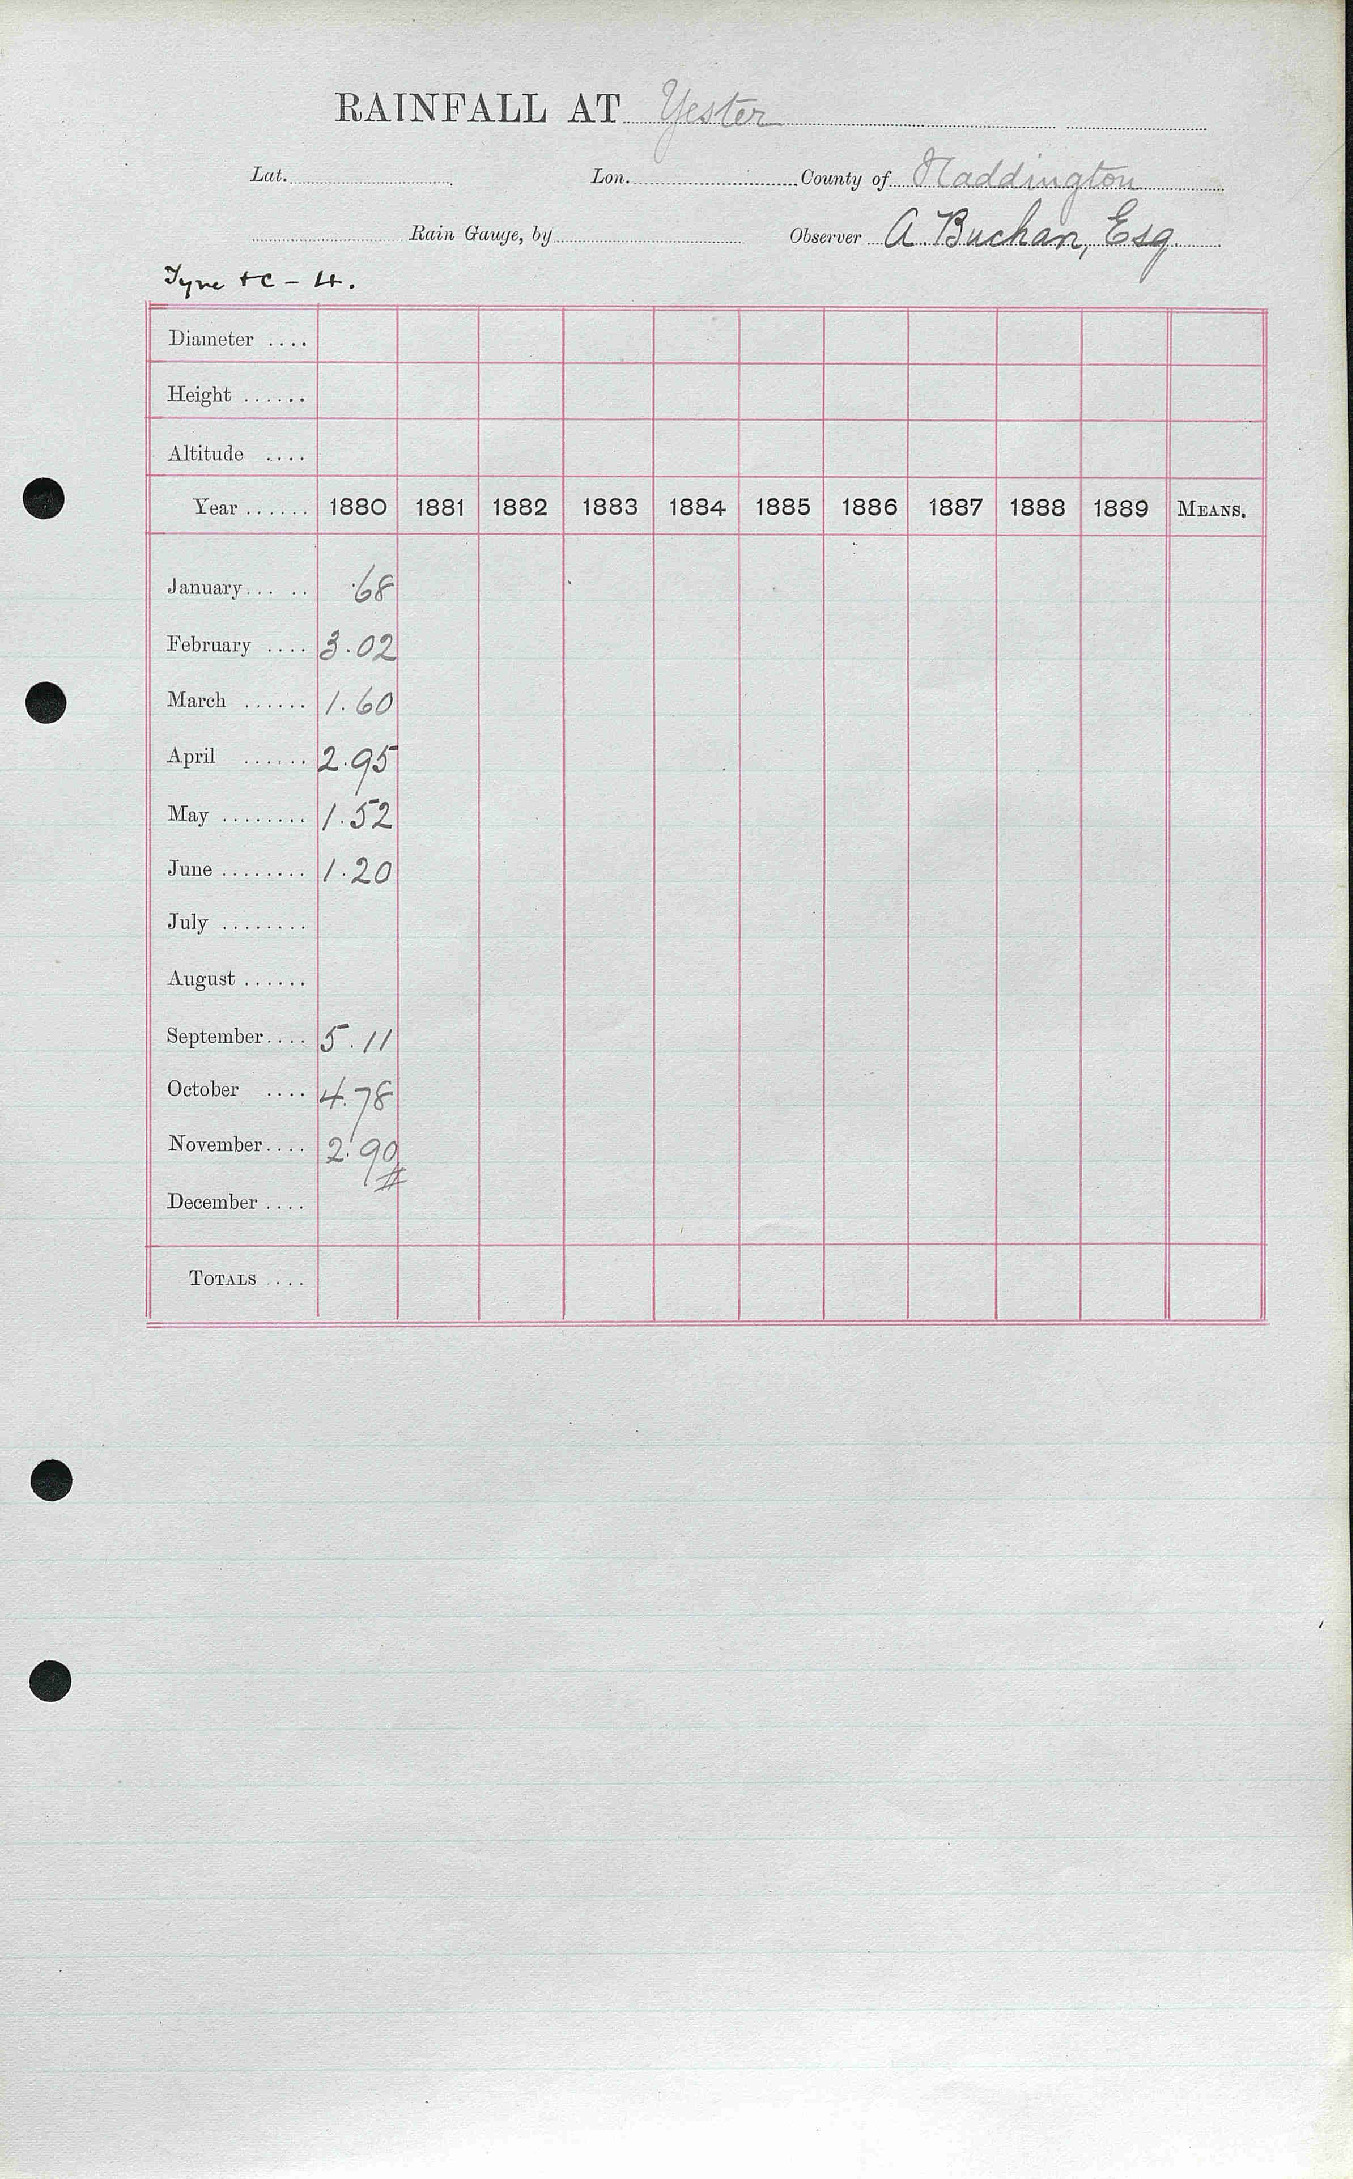 RAINFALL AT Yester
Lat. Lon. County of Haddington
Rain Gauge, by Observer A Buchan, Esq.
Tyne &c - 4.
Diameter ....
Height ......
Altitude ....
Year ...... 1880 1881 1882 1883 1884 1885 1886 1887 1888 1889 MEANS.
January... .. .68
February .... 3.02
March ...... 1.60
April ...... 2.95
May ........ 1.52
June ........ 1.20
July ........
August ......
September.... 5.11
October .... 4.78
November.... 2.90
December ....
TOTALS ....